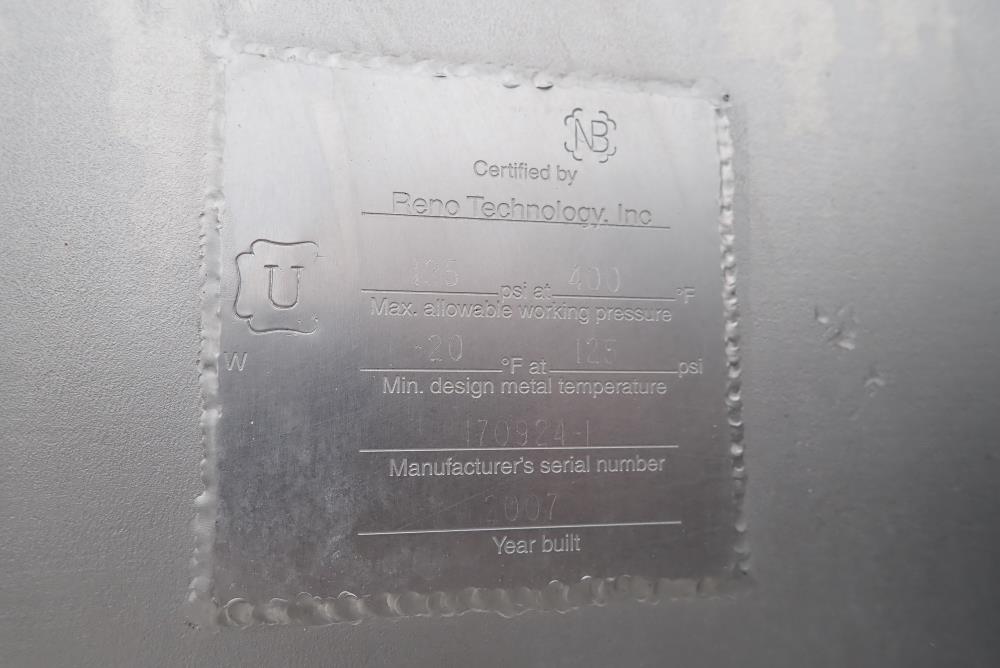 NB
Certified by
Reno Technology, Inc
U
125 psi at 400 °F
Max. allowable working pressure
W
-20 °F at 125 psi
Min. design metal temperature
170924-1
Manufacturer's serial number
2007
Year built